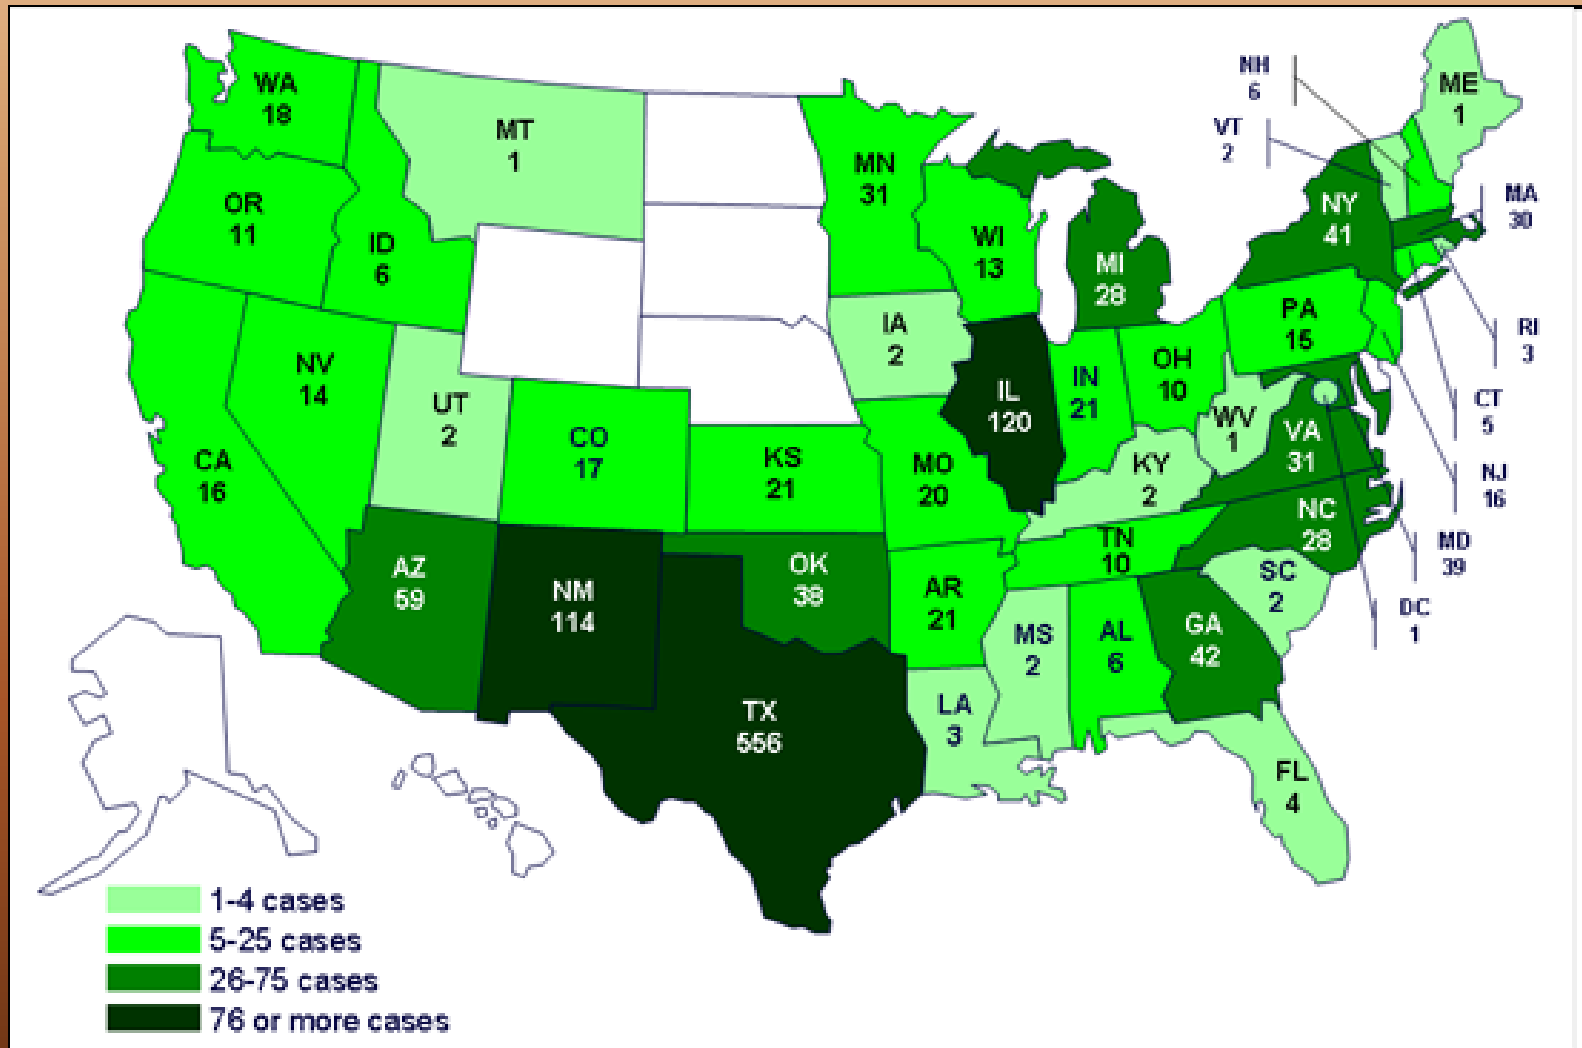 WA
18
MT
1
OR
11
ID
6
NV
14
CA
16
UT
2
CO
17
AZ
59
NM
114
KS
21
OK
38
TX
556
MN
31
WI
13
IA
2
IL
120
MO
20
AR
21
LA
3
MS
2
AL
6
TN
10
KY
2
IN
21
OH
10
MI
28
WV
1
VA
31
NC
28
SC
2
GA
42
FL
4
PA
15
NY
41
VT
2
NH
6
ME
1
MA
30
RI
3
CT
5
NJ
16
MD
39
DC
1
1-4 cases
5-25 cases
26-75 cases
76 or more cases